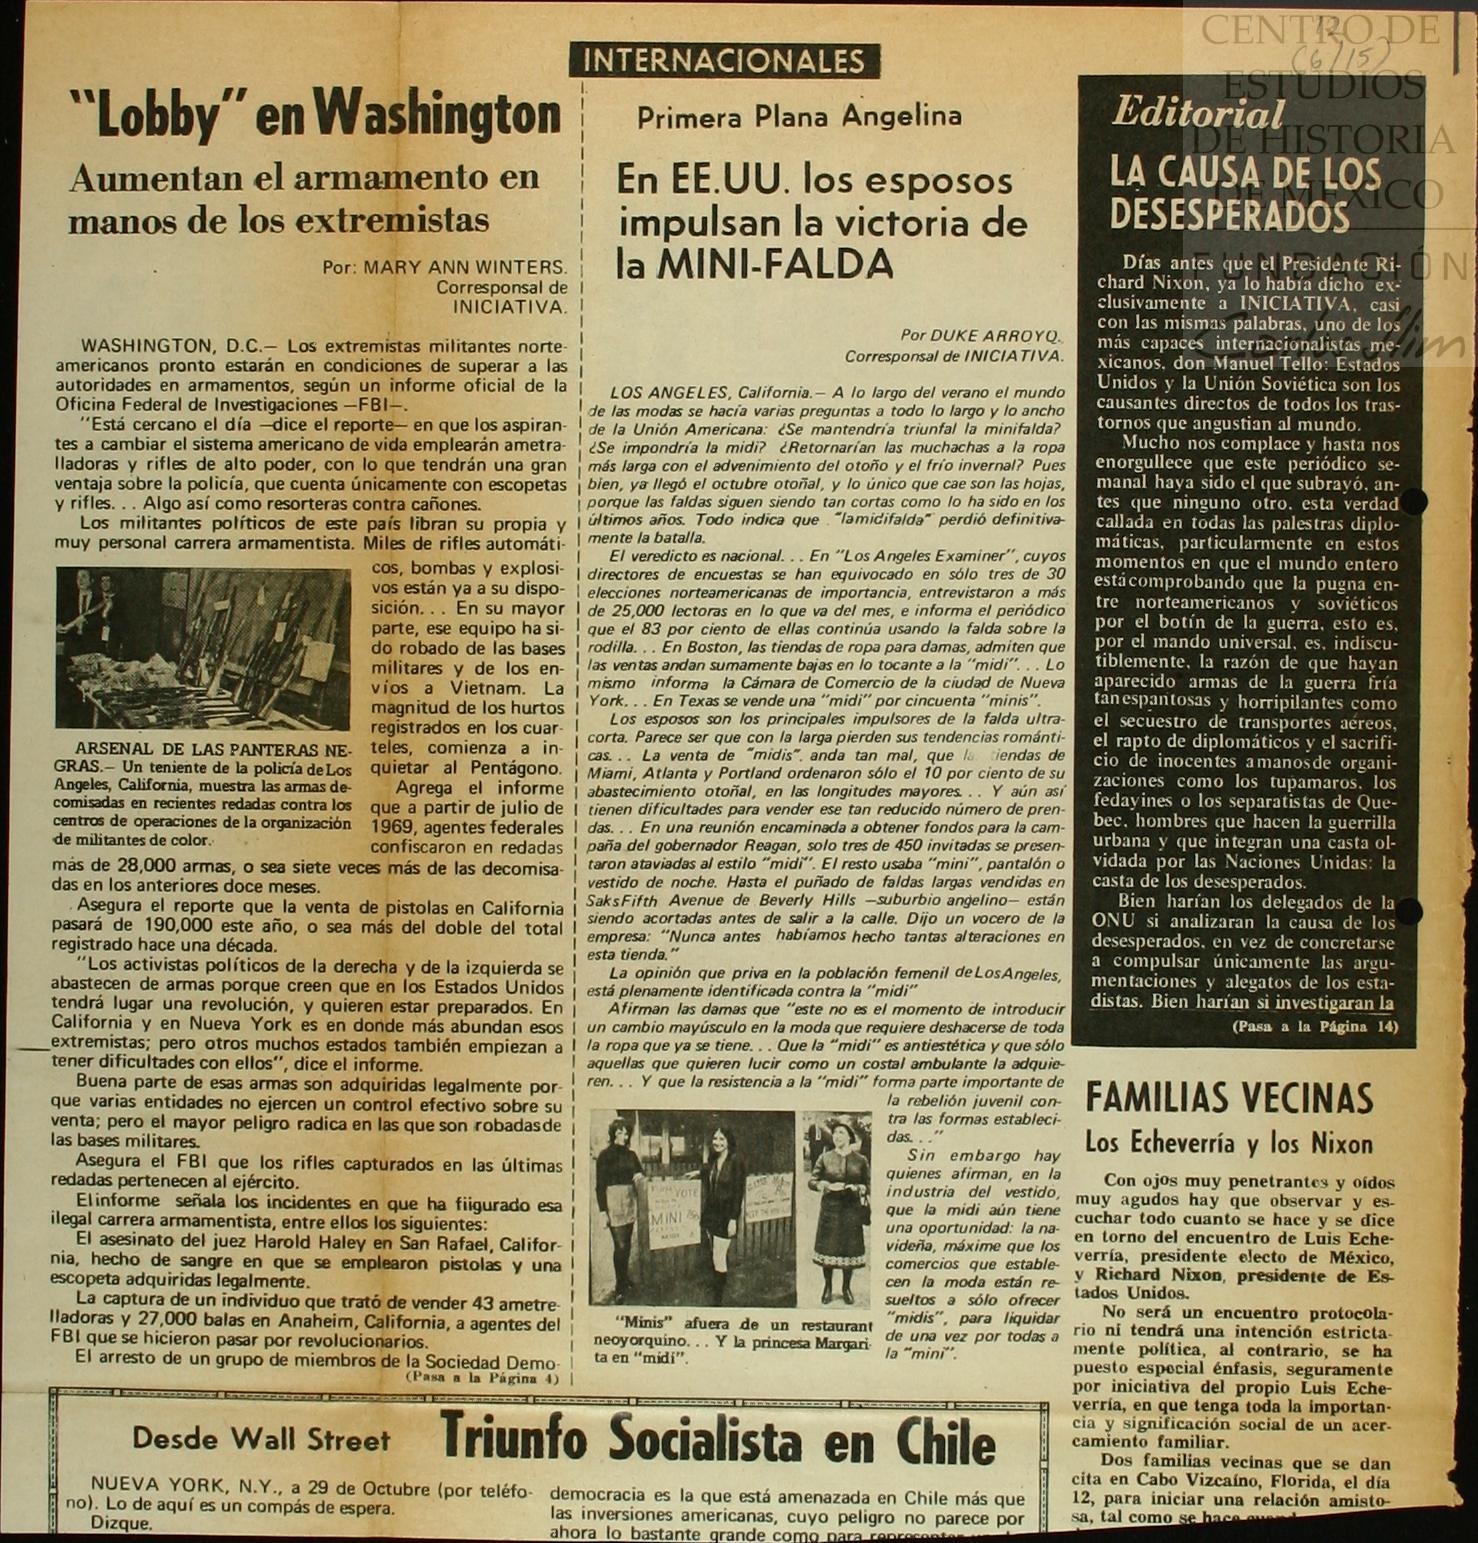 CENTRO DE
ESTUDIOS
DE HISTORIA
DE MÉXICO
FUNDACIÓN
12
(6/15)
INTERNACIONALES
"Lobby" en Washington
Aumentan el armamento en
manos de los extremistas
Por: MARY ANN WINTERS.
Corresponsal de
INICIATIVA.
WASHINGTON, D.C.— Los extremistas militantes norte-
americanos pronto estarán en condiciones de superar a las
autoridades en armamentos, según un informe oficial de la
Oficina Federal de Investigaciones —FBI—.
"Está cercano el día —dice el reporte— en que los aspiran-
tes a cambiar el sistema americano de vida emplearán ametra-
lladoras y rifles de alto poder, con lo que tendrán una gran
ventaja sobre la policía, que cuenta únicamente con escopetas
y rifles. . . Algo así como resorteras contra cañones.
Los militantes políticos de este país libran su propia y
muy personal carrera armamentista. Miles de rifles automáti-
cos, bombas y explosi-
vos están ya a su dispo-
sición. . . En su mayor
parte, ese equipo ha si-
do robado de las bases
militares y de los en-
víos a Vietnam. La
magnitud de los hurtos
registrados en los cuar-
teles, comienza a in-
quietar al Pentágono.
Agrega el informe
que a partir de julio de
1969, agentes federales
confiscaron en redadas
ARSENAL DE LAS PANTERAS NE-
GRAS.— Un teniente de la policía de Los
Angeles, California, muestra las armas de-
comisadas en recientes redadas contra los
centros de operaciones de la organización
de militantes de color.
más de 28,000 armas, o sea siete veces más de las decomisa-
das en los anteriores doce meses.
Asegura el reporte que la venta de pistolas en California
pasará de 190,000 este año, o sea más del doble del total
registrado hace una década.
"Los activistas políticos de la derecha y de la izquierda se
abastecen de armas porque creen que en los Estados Unidos
tendrá lugar una revolución, y quieren estar preparados. En
California y en Nueva York es en donde más abundan esos
extremistas; pero otros muchos estados también empiezan a
tener dificultades con ellos", dice el informe.
Buena parte de esas armas son adquiridas legalmente por-
que varias entidades no ejercen un control efectivo sobre su
venta; pero el mayor peligro radica en las que son robadas de
las bases militares.
Asegura el FBI que los rifles capturados en las últimas
redadas pertenecen al ejército.
El informe señala los incidentes en que ha fiigurado esa
ilegal carrera armamentista, entre ellos los siguientes:
El asesinato del juez Harold Haley en San Rafael, Califor-
nia, hecho de sangre en que se emplearon pistolas y una
escopeta adquiridas legalmente.
La captura de un individuo que trató de vender 43 ametre-
lladoras y 27,000 balas en Anaheim, California, a agentes del
FBI que se hicieron pasar por revolucionarios.
El arresto de un grupo de miembros de la Sociedad Demo-
(Pasa a la Página 4)
Primera Plana Angelina
En EE.UU. los esposos
impulsan la victoria de
la MINI-FALDA
Por DUKE ARROYO.
Corresponsal de INICIATIVA.
LOS ANGELES, California.— A lo largo del verano el mundo
de las modas se hacía varias preguntas a todo lo largo y lo ancho
de la Unión Americana: ¿Se mantendría triunfal la minifalda?
¿Se impondría la midi? ¿Retornarían las muchachas a la ropa
más larga con el advenimiento del otoño y el frío invernal? Pues
bien, ya llegó el octubre otoñal, y lo único que cae son las hojas,
porque las faldas siguen siendo tan cortas como lo ha sido en los
últimos años. Todo indica que "lamidifalda" perdió definitiva-
mente la batalla.
El veredicto es nacional. . . En "Los Angeles Examiner", cuyos
directores de encuestas se han equivocado en sólo tres de 30
elecciones norteamericanas de importancia, entrevistaron a más
de 25,000 lectoras en lo que va del mes, e informa el periódico
que el 83 por ciento de ellas continúa usando la falda sobre la
rodilla. . . En Boston, las tiendas de ropa para damas, admiten que
las ventas andan sumamente bajas en lo tocante a la "midi". . . Lo
mismo informa la Cámara de Comercio de la ciudad de Nueva
York. . . En Texas se vende una "midi" por cincuenta "minis".
Los esposos son los principales impulsores de la falda ultra-
corta. Parece ser que con la larga pierden sus tendencias románti-
cas. . . La venta de "midis". anda tan mal, que la tiendas de
Miami, Atlanta y Portland ordenaron sólo el 10 por ciento de su
abastecimiento otoñal, en las longitudes mayores. . . Y aún así
tienen dificultades para vender ese tan reducido número de pren-
das. . . En una reunión encaminada a obtener fondos para la cam-
paña del gobernador Reagan, solo tres de 450 invitadas se presen-
taron ataviadas al estilo "midi". El resto usaba "mini", pantalón o
vestido de noche. Hasta el puñado de faldas largas vendidas en
SaksFifth Avenue de Beverly Hills —suburbio angelino— están
siendo acortadas antes de salir a la calle. Dijo un vocero de la
empresa: "Nunca antes habíamos hecho tantas alteraciones en
esta tienda."
La opinión que priva en la población femenil de Los Angeles,
está plenamente identificada contra la "midi"
Afirman las damas que "este no es el momento de introducir
un cambio mayúsculo en la moda que requiere deshacerse de toda
la ropa que ya se tiene. . . Que la "midi" es antiestética y que sólo
aquellas que quieren lucir como un costal ambulante la adquie-
ren. . . Y que la resistencia a la "midi" forma parte importante de
la rebelión juvenil con-
tra las formas estableci-
das. . ."
Sin embargo hay
quienes afirman, en la
industria del vestido,
que la midi aún tiene
una oportunidad: la na-
videña, máxime que los
comercios que estable-
cen la moda están re-
sueltos a sólo ofrecer
"midis", para liquidar
de una vez por todas a
la "mini".
VOTE
MINI
"Minis" afuera de un restaurant
neoyorquino. . . Y la princesa Margari-
ta en "midi".
Editorial
LA CAUSA DE LOS
DESESPERADOS
Días antes que el Presidente Ri-
chard Nixon, ya lo había dicho ex-
clusivamente a INICIATIVA, casi
con las mismas palabras, uno de los
más capaces internacionalistas me-
xicanos, don Manuel Tello: Estados
Unidos y la Unión Soviética son los
causantes directos de todos los tras-
tornos que angustian al mundo.
Mucho nos complace y hasta nos
enorgullece que este periódico se-
manal haya sido el que subrayó, an-
tes que ninguno otro, esta verdad
callada en todas las palestras diplo-
máticas, particularmente en estos
momentos en que el mundo entero
está comprobando que la pugna en-
tre norteamericanos y soviéticos
por el botín de la guerra, esto es,
por el mando universal, es, indiscu-
tiblemente, la razón de que hayan
aparecido armas de la guerra fría
tan espantosas y horripilantes como
el secuestro de transportes aéreos,
el rapto de diplomáticos y el sacrifi-
cio de inocentes a manos de organi-
zaciones como los tupamaros, los
fedayines o los separatistas de Que-
bec, hombres que hacen la guerrilla
urbana y que integran una casta ol-
vidada por las Naciones Unidas: la
casta de los desesperados.
Bien harían los delegados de la
ONU si analizaran la causa de los
desesperados, en vez de concretarse
a compulsar únicamente las argu-
mentaciones y alegatos de los esta-
distas. Bien harían si investigaran la
(Pasa a la Página 14)
FAMILIAS VECINAS
Los Echeverría y los Nixon
Con ojos muy penetrantes y oídos
muy agudos hay que observar y es-
cuchar todo cuanto se hace y se dice
en torno del encuentro de Luis Eche-
verría, presidente electo de México,
y Richard Nixon, presidente de Es-
tados Unidos.
No será un encuentro protocola-
rio ni tendrá una intención estricta-
mente política, al contrario, se ha
puesto especial énfasis, seguramente
por iniciativa del propio Luis Eche-
verría, en que tenga toda la importan-
cia y significación social de un acer-
camiento familiar.
Dos familias vecinas que se dan
cita en Cabo Vizcaíno, Florida, el día
12, para iniciar una relación amisto-
sa, tal como se hace
Desde Wall Street
Triunfo Socialista en Chile
NUEVA YORK, N.Y., a 29 de Octubre (por teléfo-
no). Lo de aquí es un compás de espera.
Dizque.
democracia es la que está amenazada en Chile más que
las inversiones americanas, cuyo peligro no parece por
ahora lo bastante grande como para